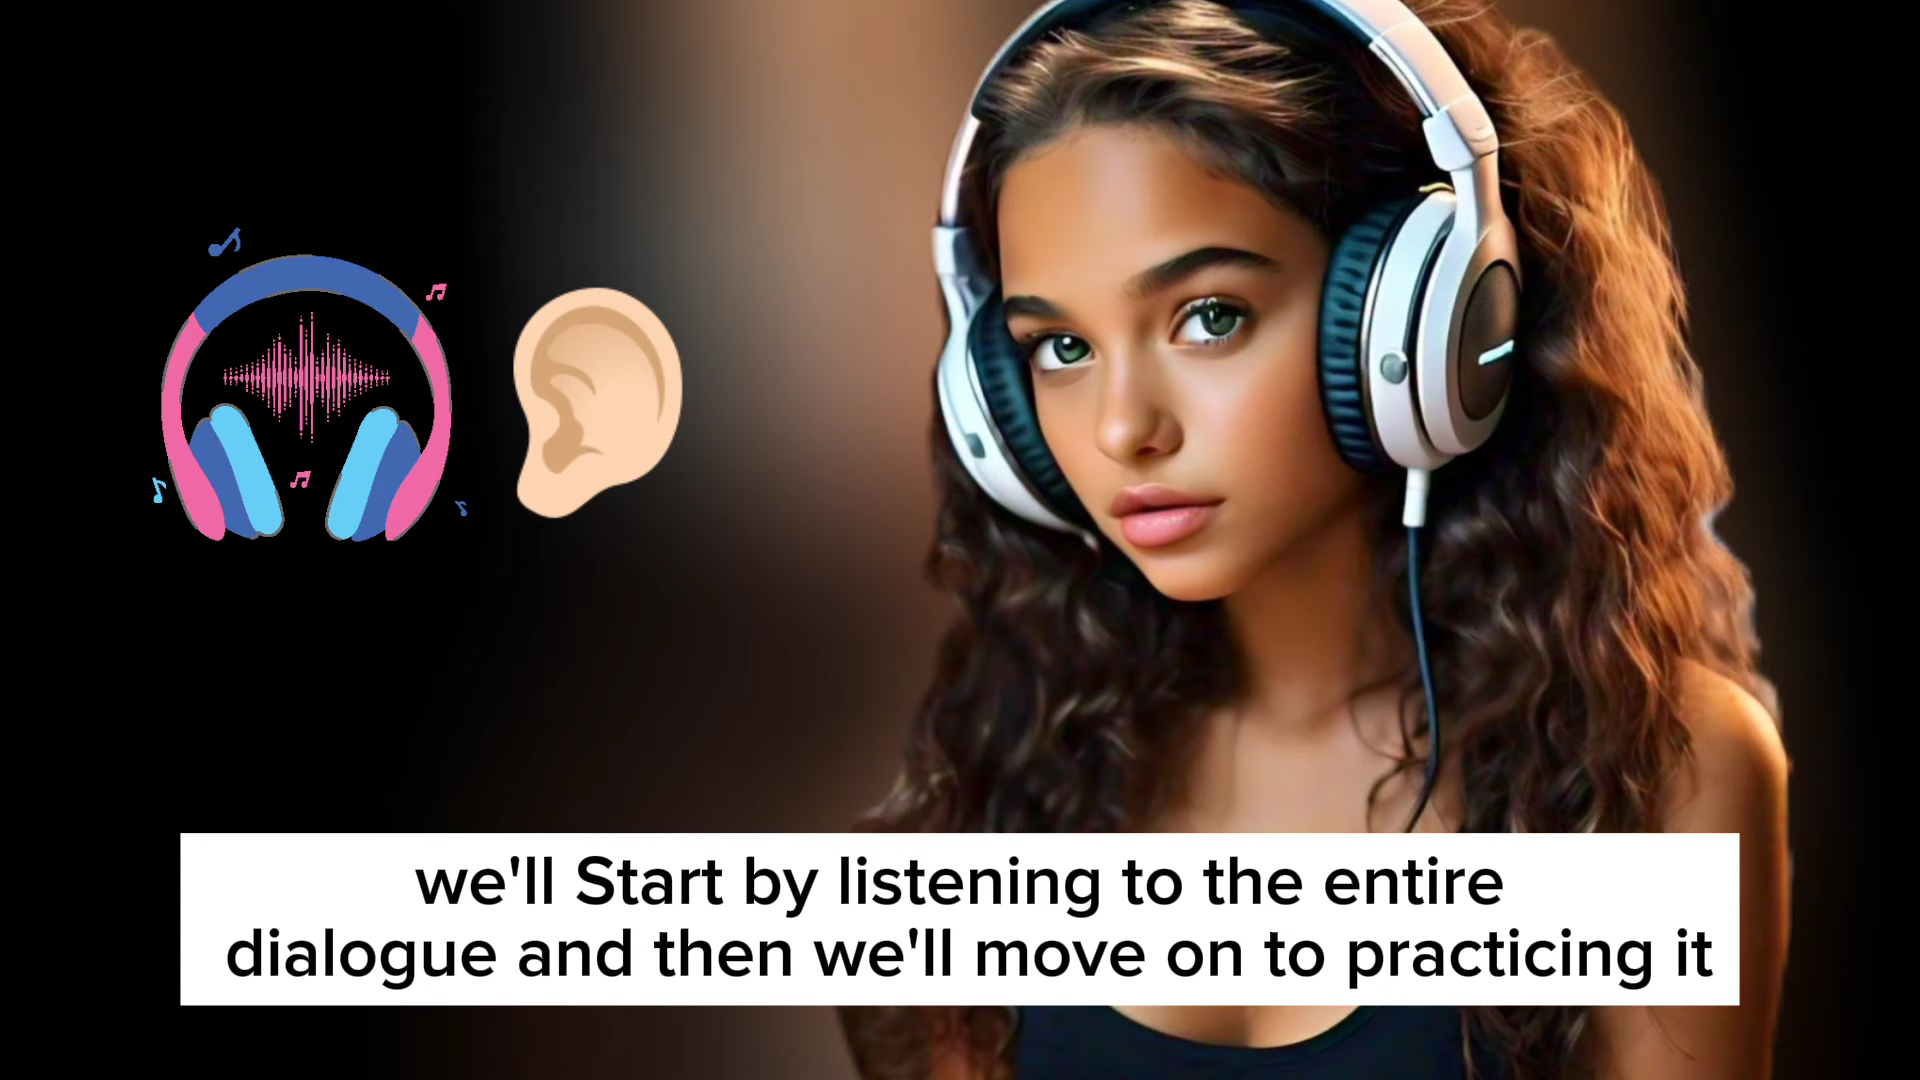 we'll Start by listening to the entire
dialogue and then we'll move on to practicing it